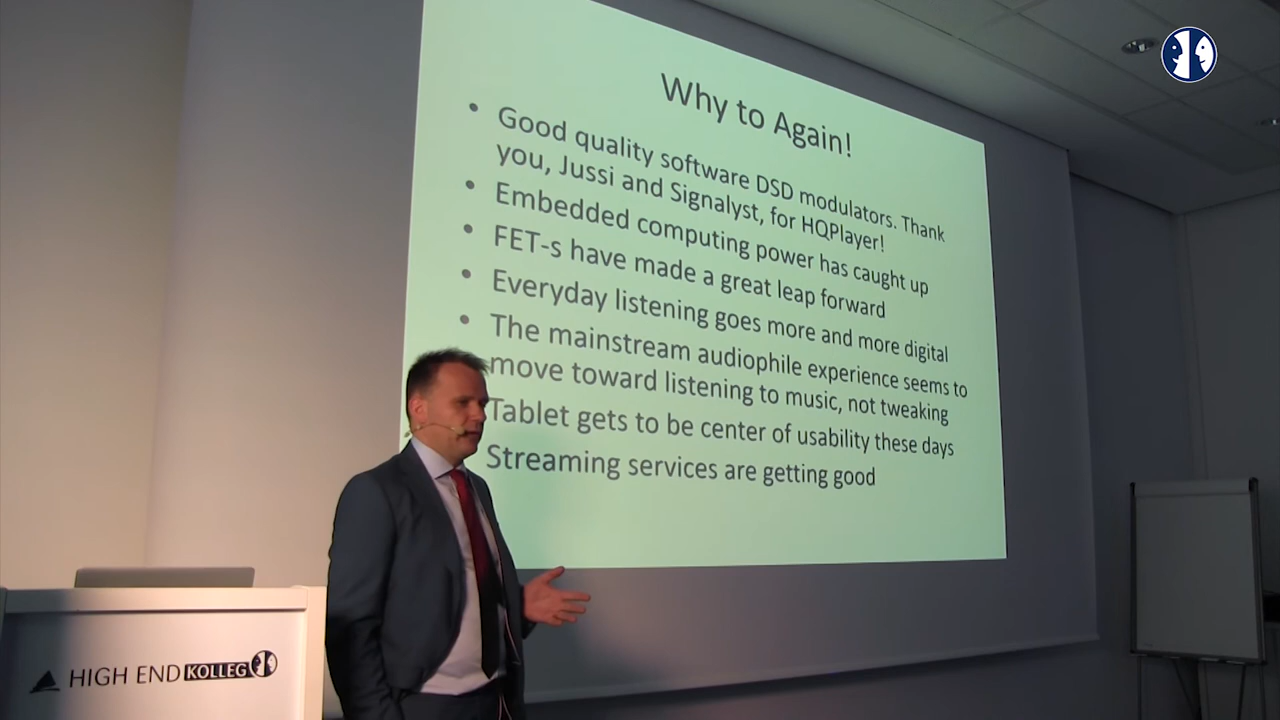 Why to Again!
• Good quality software DSD modulators. Thank
you, Jussi and Signalyst, for HQPlayer!
• Embedded computing power has caught up
• FET-s have made a great leap forward
• Everyday listening goes more and more digital
• The mainstream audiophile experience seems to
move toward listening to music, not tweaking
Tablet gets to be center of usability these days
Streaming services are getting good
HIGH END KOLLEG